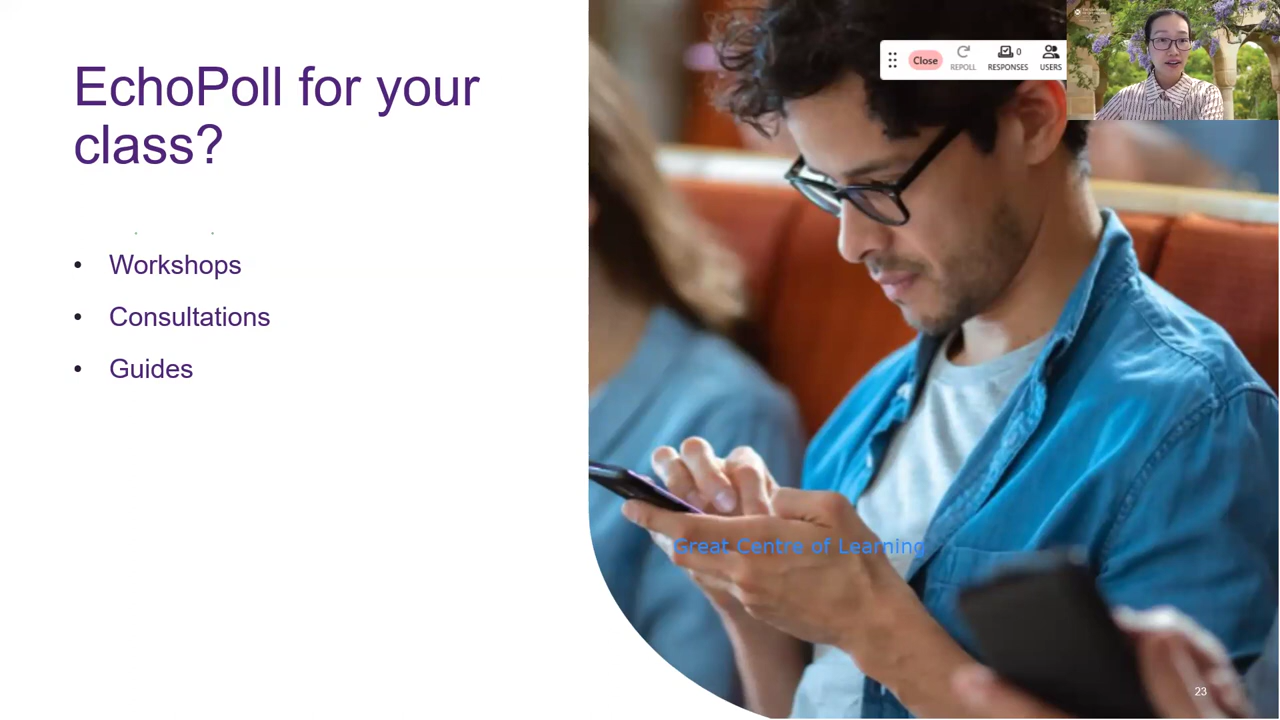 EchoPoll for your
class?
• Workshops
• Consultations
• Guides
Close
REPOLL
0
RESPONSES
USERS
Great Centre of Learning
23